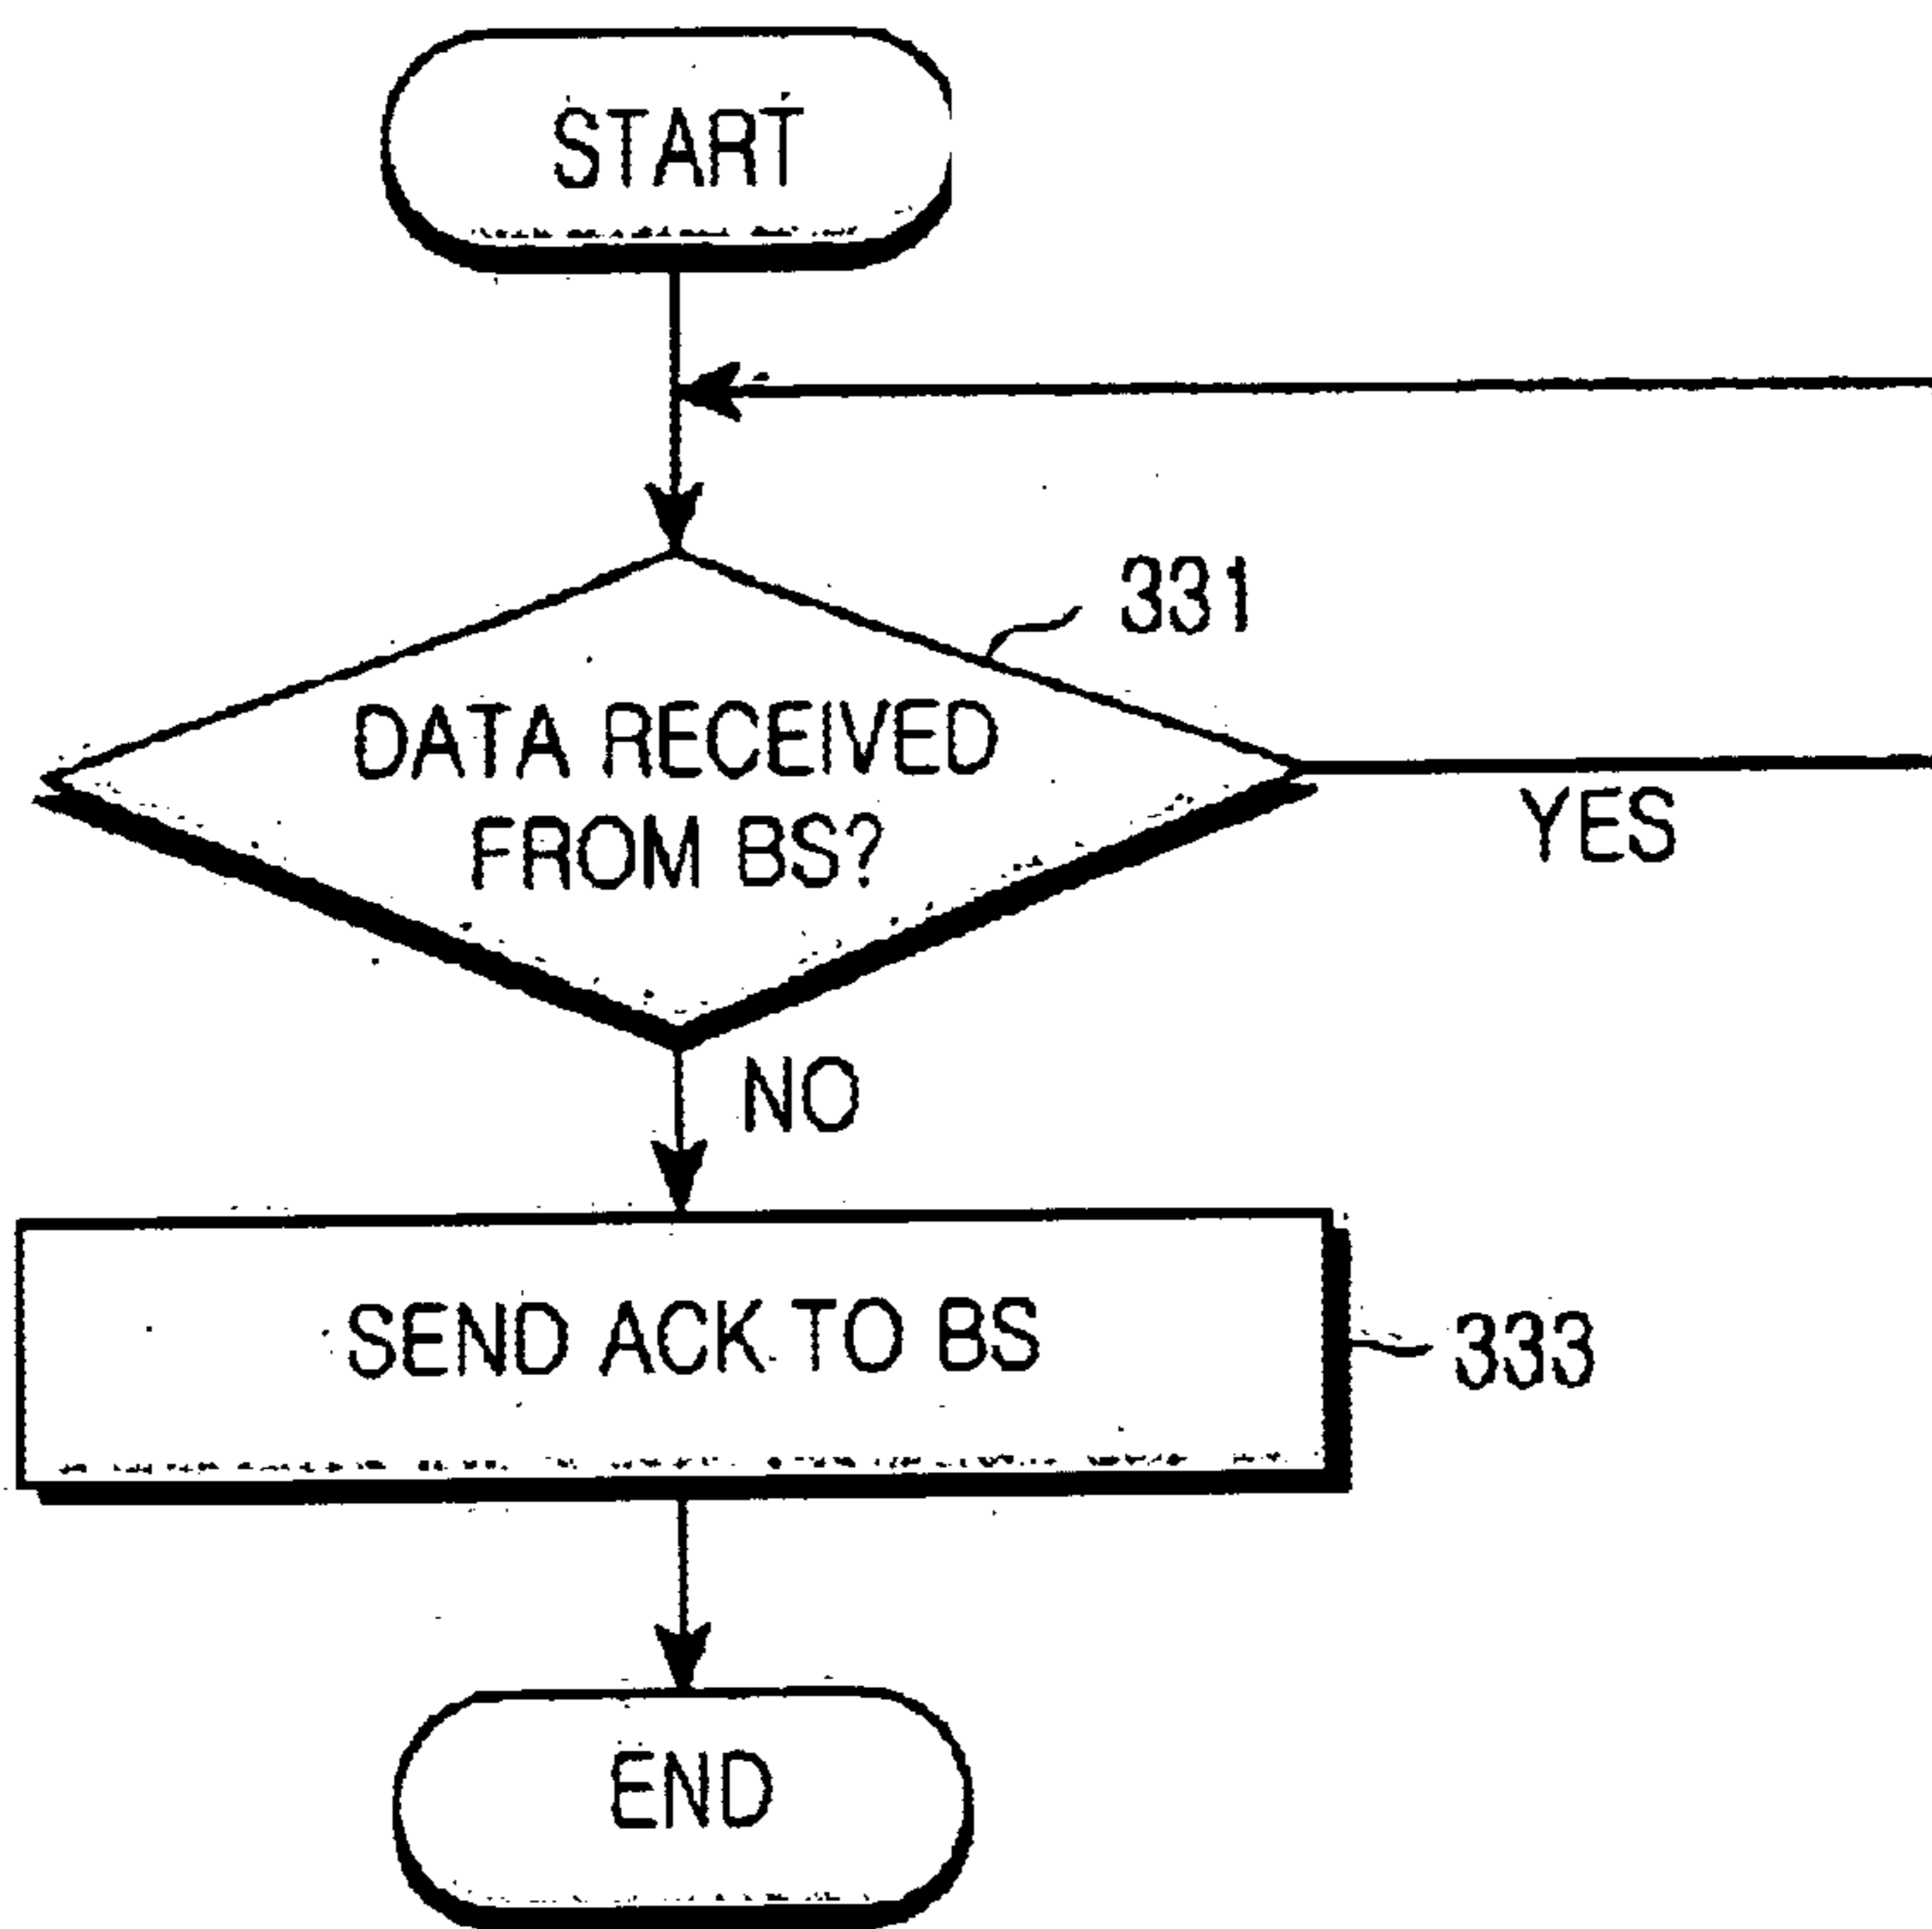 START
331
DATA RECEIVED
FROM BS?
YES
NO
SEND ACK TO BS
333
END